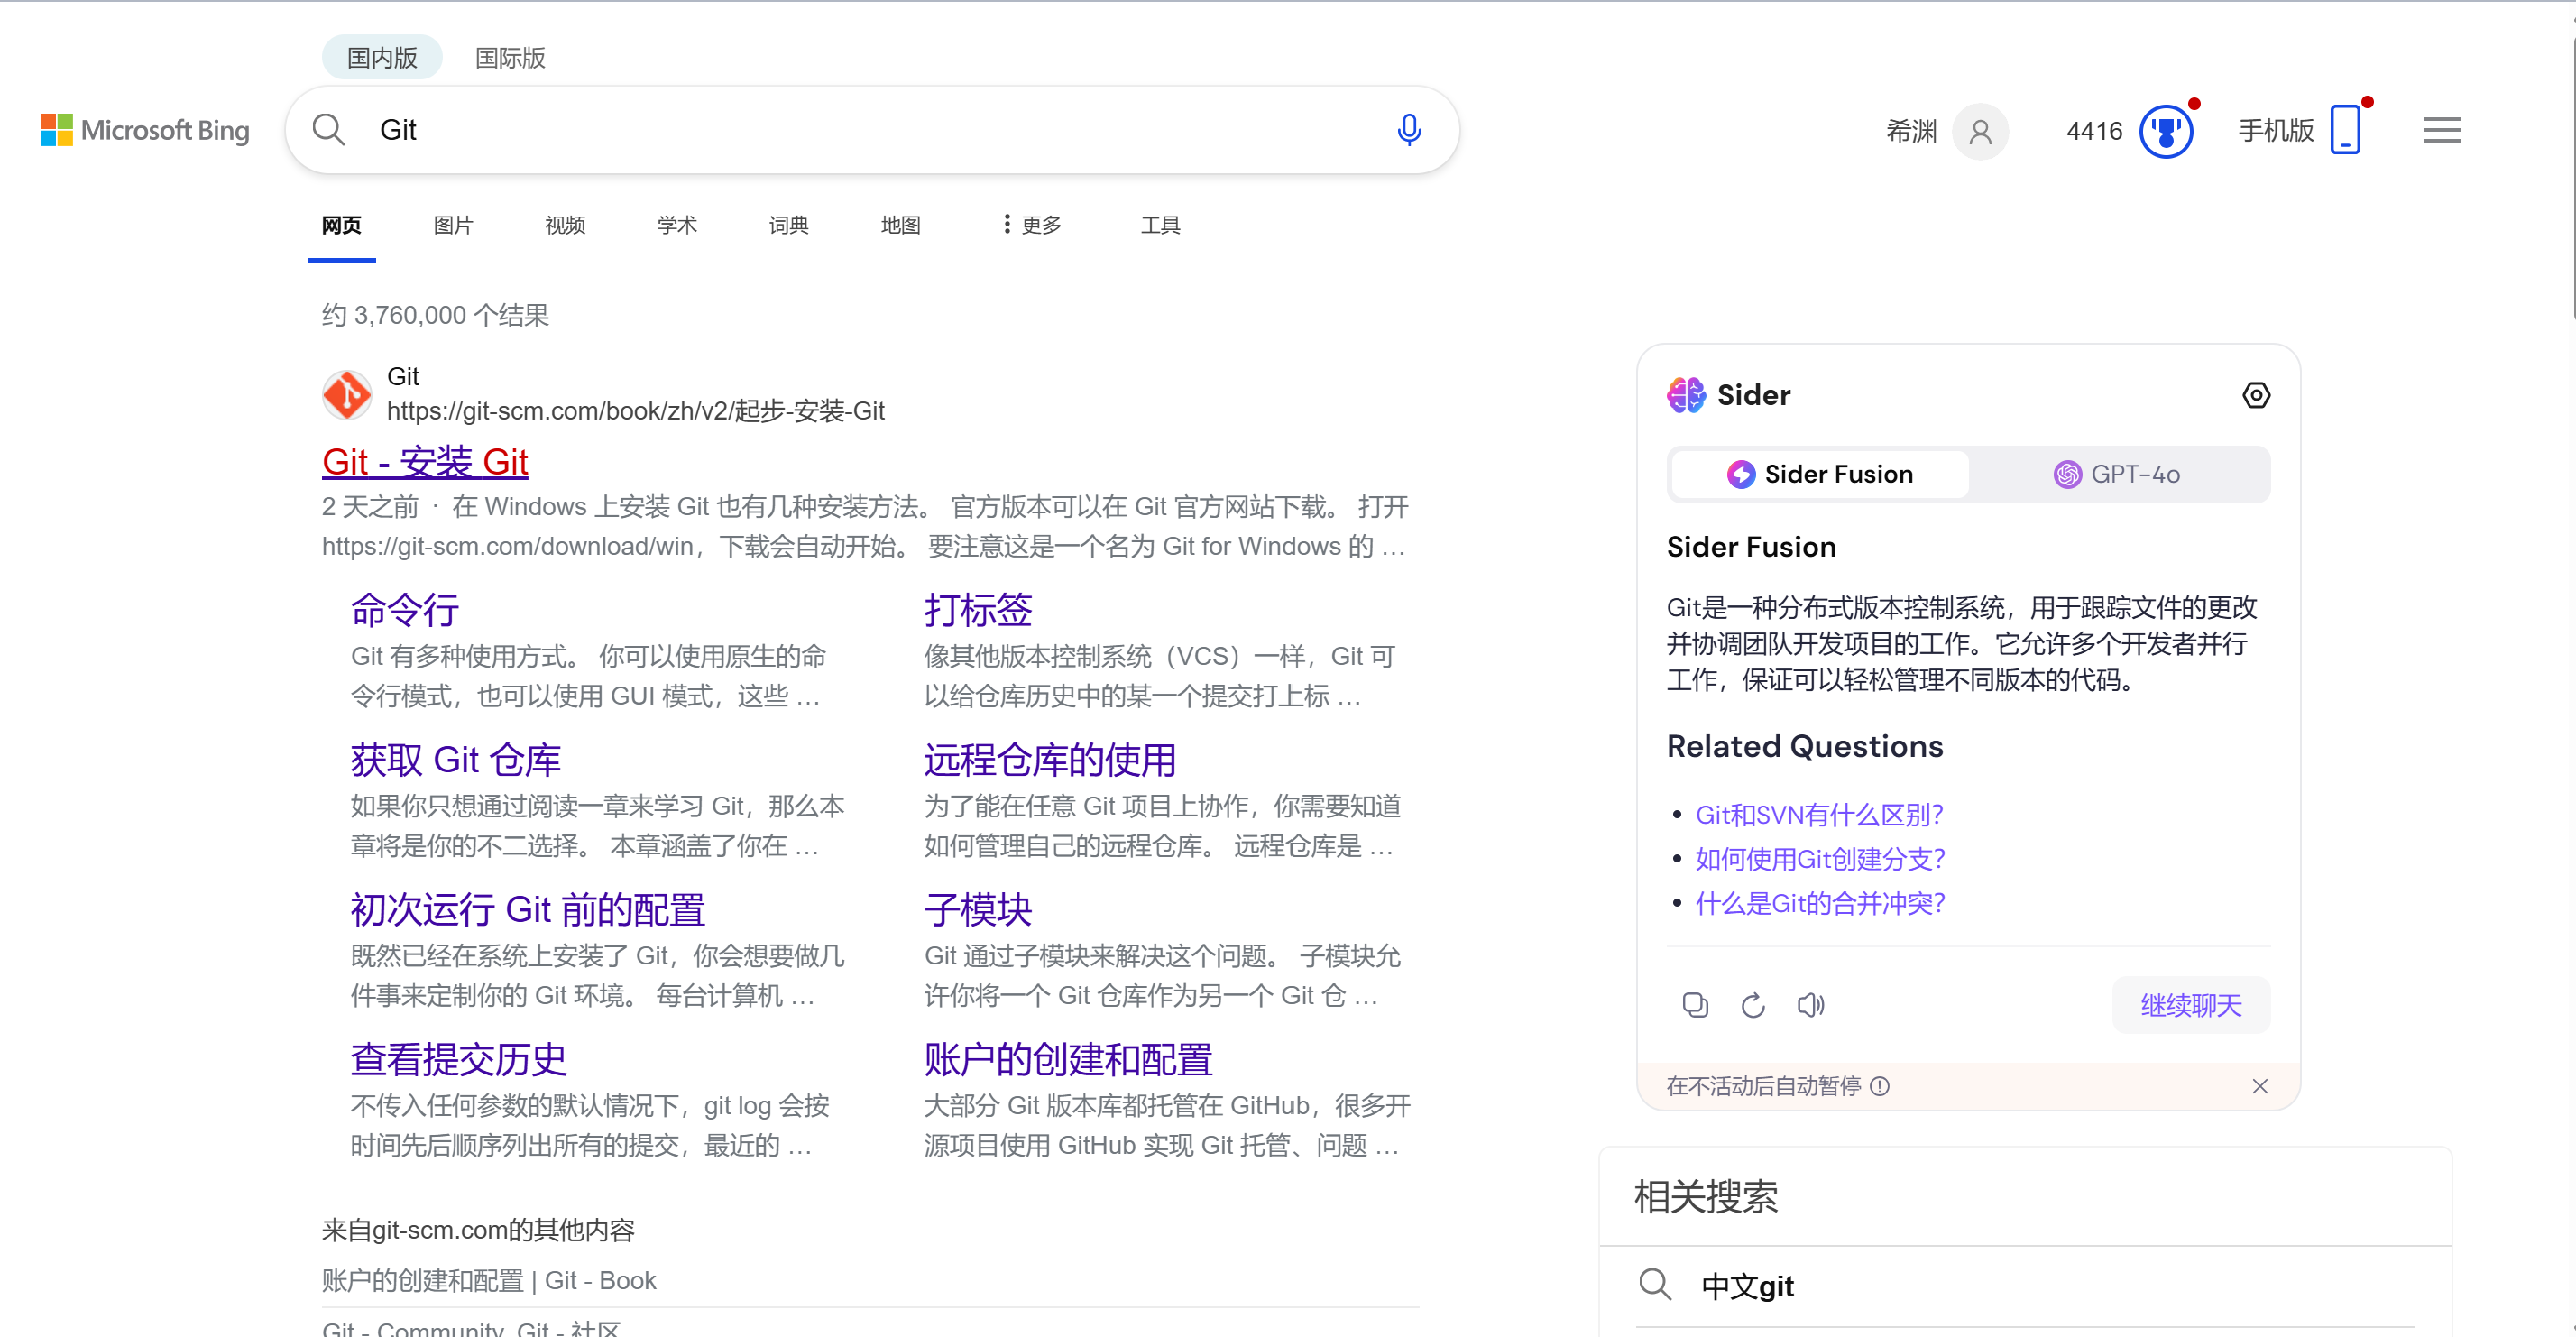 国内版 国际版
Microsoft Bing
Git
希渊
4416
手机版
网页 图片 视频 学术 词典 地图 更多 工具
约 3,760,000 个结果
Git
https://git-scm.com/book/zh/v2/起步-安装-Git
Git - 安装 Git
2 天之前 · 在 Windows 上安装 Git 也有几种安装方法。 官方版本可以在 Git 官方网站下载。 打开
https://git-scm.com/download/win，下载会自动开始。 要注意这是一个名为 Git for Windows 的 …
命令行
Git 有多种使用方式。 你可以使用原生的命
令行模式，也可以使用 GUI 模式，这些 …
打标签
像其他版本控制系统（VCS）一样，Git 可
以给仓库历史中的某一个提交打上标 …
获取 Git 仓库
如果你只想通过阅读一章来学习 Git，那么本
章将是你的不二选择。 本章涵盖了你在 …
远程仓库的使用
为了能在任意 Git 项目上协作，你需要知道
如何管理自己的远程仓库。 远程仓库是 …
初次运行 Git 前的配置
既然已经在系统上安装了 Git，你会想要做几
件事来定制你的 Git 环境。 每台计算机 …
子模块
Git 通过子模块来解决这个问题。 子模块允
许你将一个 Git 仓库作为另一个 Git 仓 …
查看提交历史
不传入任何参数的默认情况下，git log 会按
时间先后顺序列出所有的提交，最近的 …
账户的创建和配置
大部分 Git 版本库都托管在 GitHub，很多开
源项目使用 GitHub 实现 Git 托管、问题 …
来自git-scm.com的其他内容
账户的创建和配置 | Git - Book
Git - Community, Git - 社区
Sider
Sider Fusion GPT-4o
Sider Fusion
Git是一种分布式版本控制系统，用于跟踪文件的更改
并协调团队开发项目的工作。它允许多个开发者并行
工作，保证可以轻松管理不同版本的代码。
Related Questions
Git和SVN有什么区别？
如何使用Git创建分支？
什么是Git的合并冲突？
继续聊天
在不活动后自动暂停
相关搜索
中文git